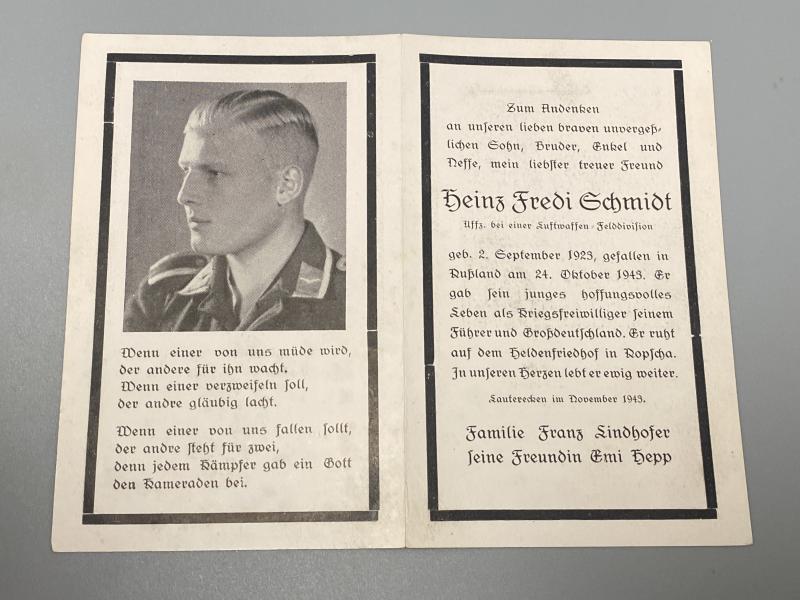 Wenn einer von uns müde wird,
der andere für ihn wacht.
Wenn einer verzweifeln soll,
der andre gläubig lacht.
Wenn einer von uns fallen sollt,
der andre steht für zwei,
denn jedem Kämpfer gab ein Gott
den Kameraden bei.
Zum Andenken
an unseren lieben braven unvergeß-
lichen Sohn, Bruder, Enkel und
Neffe, mein liebster treuer Freund
Heinz Fredi Schmidt
Uffz. bei einer Luftwaffen-Felddivision
geb. 2. September 1923, gefallen in
Rußland am 24. Oktober 1943. Er
gab sein junges hoffnungsvolles
Leben als Kriegsfreiwilliger seinem
Führer und Großdeutschland. Er ruht
auf dem Heldenfriedhof in Ropscha.
In unseren Herzen lebt er ewig weiter.
Lauterecken im November 1943.
Familie Franz Lindhofer
seine Freundin Emi Hepp